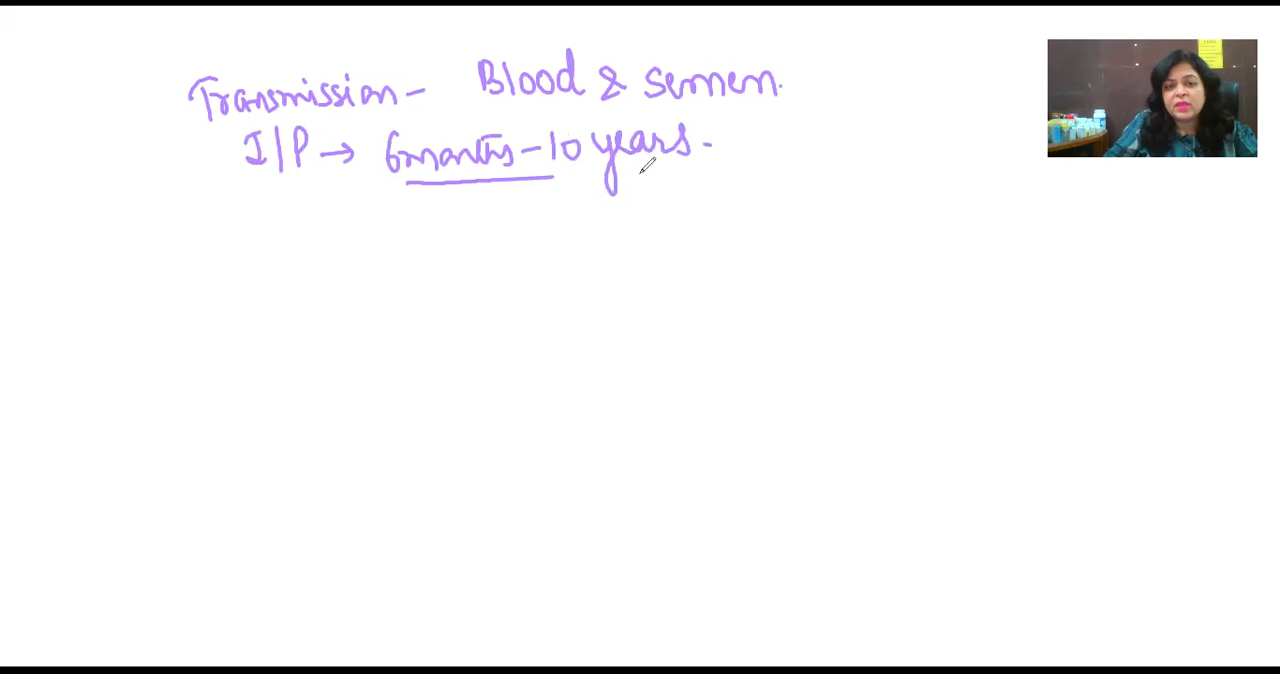 Transmission - Blood & semen.
I/P → 6months - 10 years.